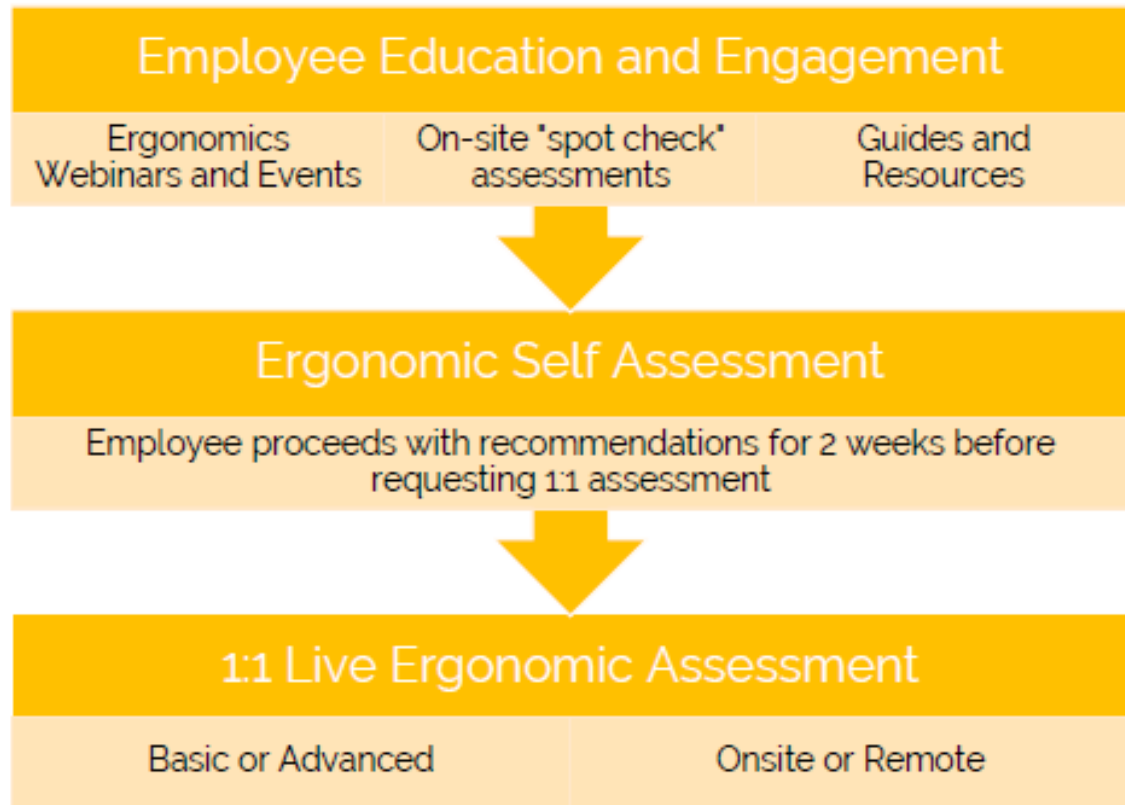 Employee Education and Engagement
Ergonomics
Webinars and Events
On-site "spot check"
assessments
Guides and
Resources
Ergonomic Self Assessment
Employee proceeds with recommendations for 2 weeks before
requesting 1:1 assessment
1:1 Live Ergonomic Assessment
Basic or Advanced
Onsite or Remote